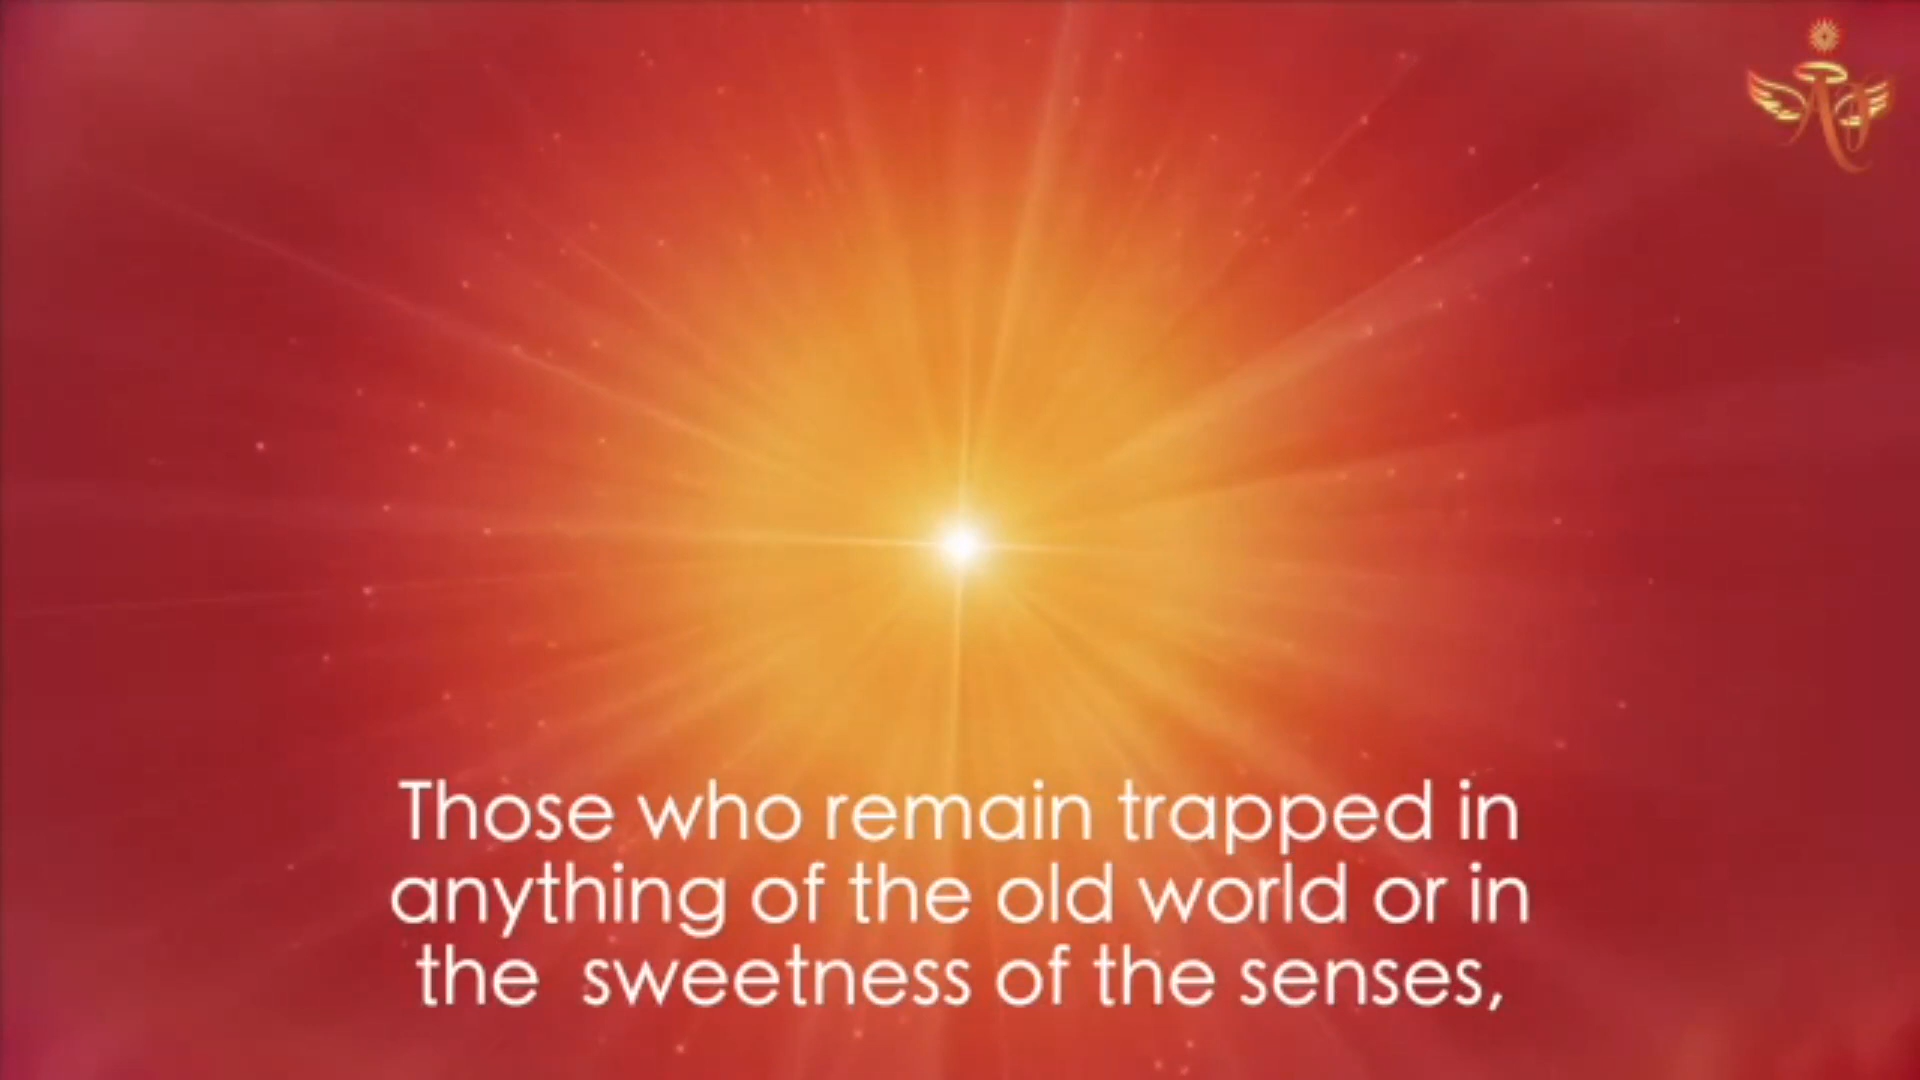 Those who remain trapped in
anything of the old world or in
the sweetness of the senses,